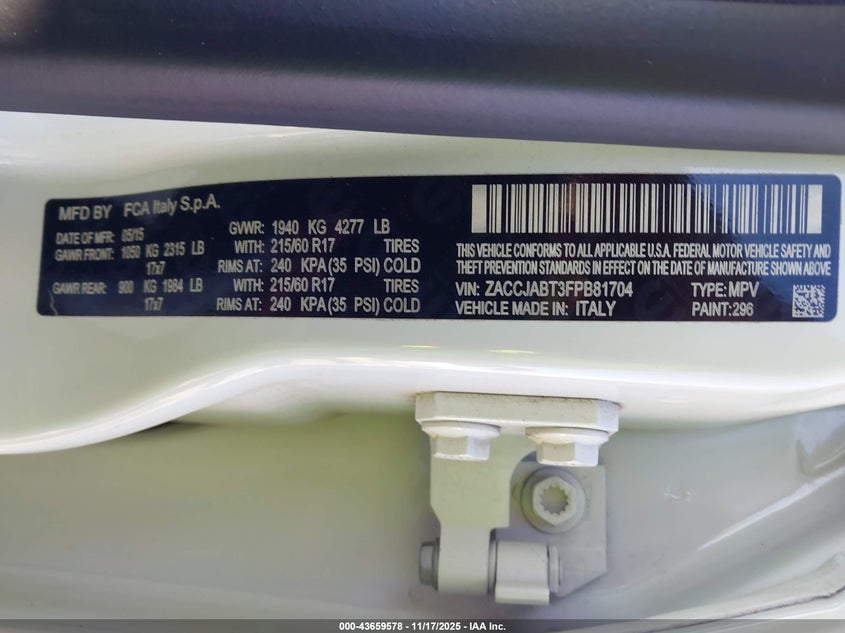 MFD BY FCA Italy S.p.A.
DATE OF MFR: 05/15 GVWR: 1940 KG 4277 LB
GAWR FRONT: 1050 KG 2315 LB WITH: 215/60 R17 TIRES
17x7 RIMS AT: 240 KPA(35 PSI) COLD
GAWR REAR: 900 KG 1984 LB WITH: 215/60 R17 TIRES
17x7 RIMS AT: 240 KPA(35 PSI) COLD
THIS VEHICLE CONFORMS TO ALL APPLICABLE U.S.A. FEDERAL MOTOR VEHICLE SAFETY AND
THEFT PREVENTION STANDARDS IN EFFECT ON THE DATE OF MANUFACTURE SHOWN ABOVE
VIN: ZACCJABT3FPB81704 TYPE: MPV
VEHICLE MADE IN: ITALY PAINT: 296
000-43659578 - 11/17/2025 - IAA Inc.